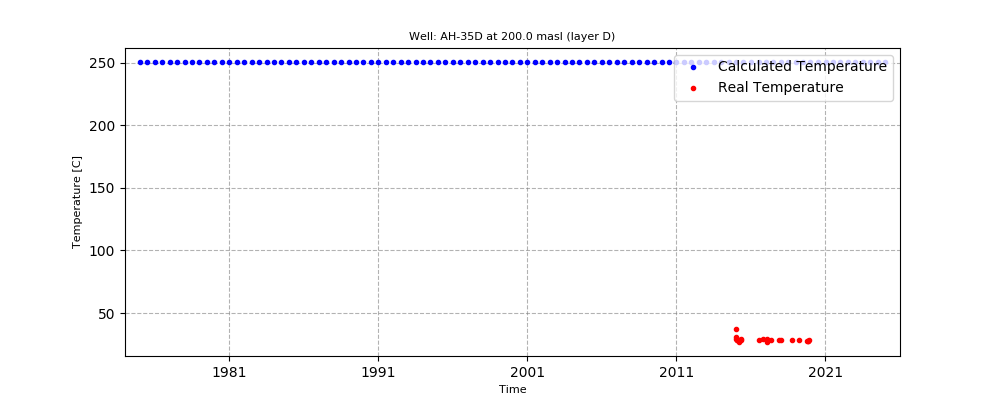 Well: AH-35D at 200.0 masl (layer D)
Calculated Temperature
Real Temperature
Temperature [C]
250
200
150
100
50
1981 1991 2001 2011 2021
Time